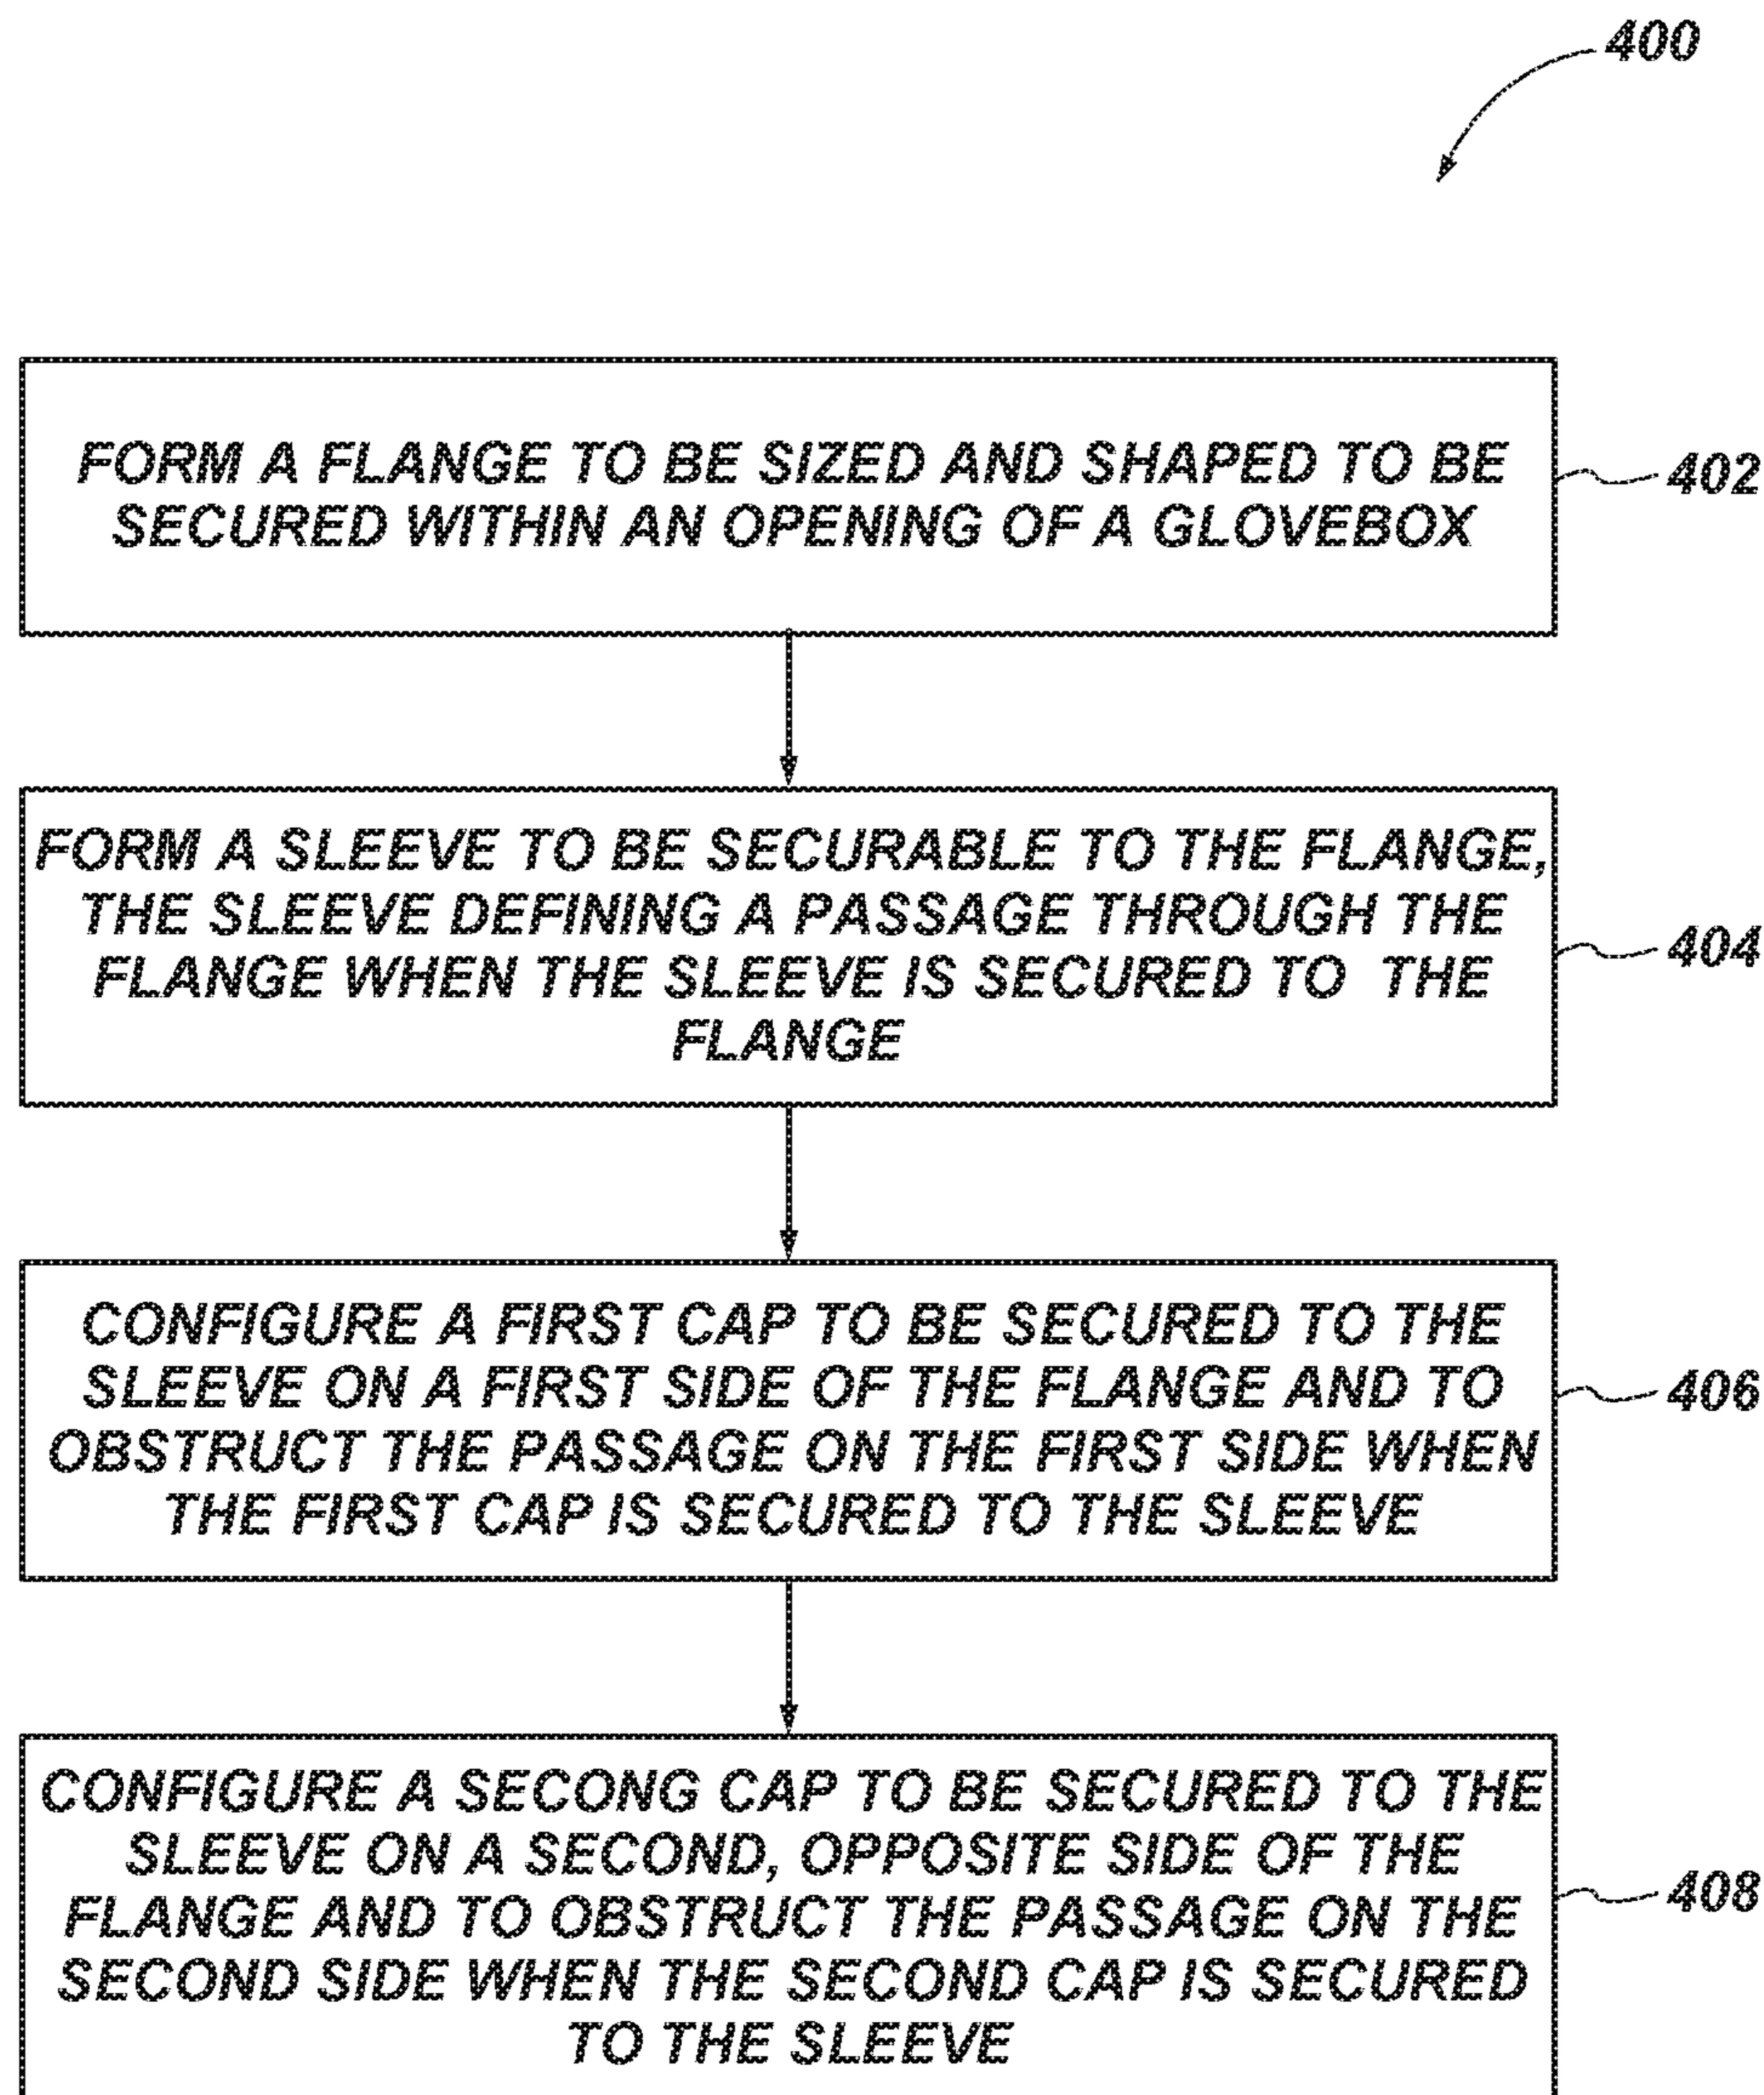 400
FORM A FLANGE TO BE SIZED AND SHAPED TO BE
SECURED WITHIN AN OPENING OF A GLOVEBOX
402
FORM A SLEEVE TO BE SECURABLE TO THE FLANGE,
THE SLEEVE DEFINING A PASSAGE THROUGH THE
FLANGE WHEN THE SLEEVE IS SECURED TO THE
FLANGE
404
CONFIGURE A FIRST CAP TO BE SECURED TO THE
SLEEVE ON A FIRST SIDE OF THE FLANGE AND TO
OBSTRUCT THE PASSAGE ON THE FIRST SIDE WHEN
THE FIRST CAP IS SECURED TO THE SLEEVE
406
CONFIGURE A SECONG CAP TO BE SECURED TO THE
SLEEVE ON A SECOND, OPPOSITE SIDE OF THE
FLANGE AND TO OBSTRUCT THE PASSAGE ON THE
SECOND SIDE WHEN THE SECOND CAP IS SECURED
TO THE SLEEVE
408